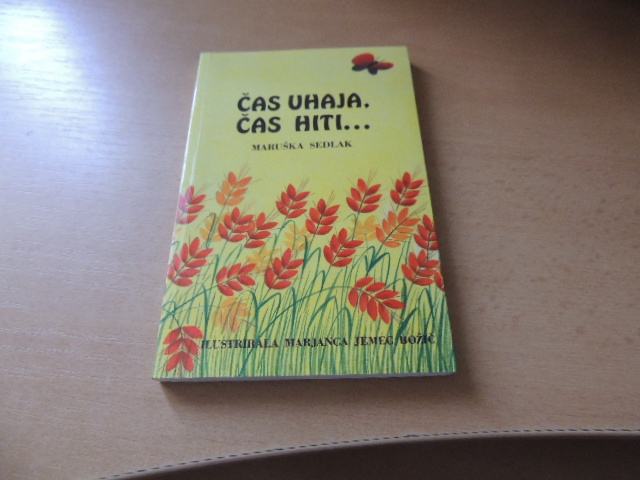 ČAS UHAJA,
ČAS HITI...
MARUŠKA SEDLAK
ILUSTRIRALA MARJANCA JEMEC BOŽIČ